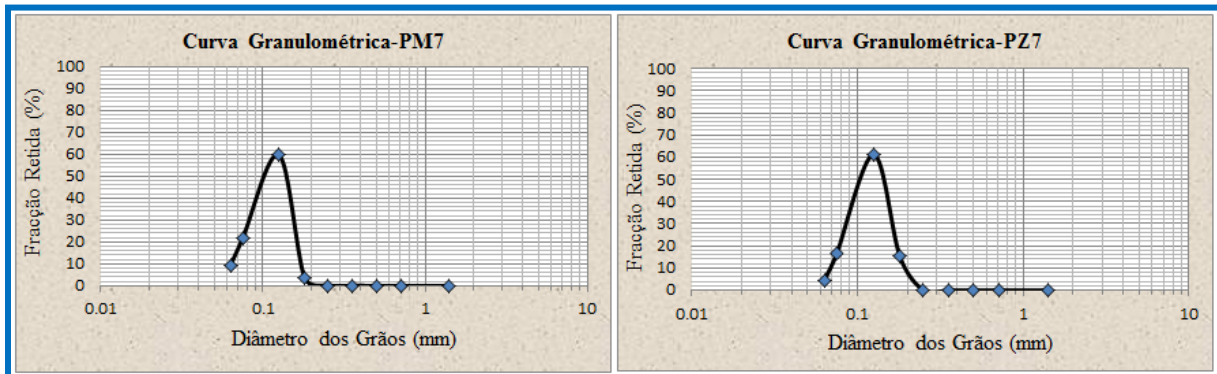 Curva Granulométrica-PM7
Fracção Retida (%)
100
90
80
70
60
50
40
30
20
10
0
0.01 0.1 1 10
Diâmetro dos Grãos (mm)
Curva Granulométrica-PZ7
Fracção Retida (%)
100
90
80
70
60
50
40
30
20
10
0
0.01 0.1 1 10
Diâmetro dos Grãos (mm)